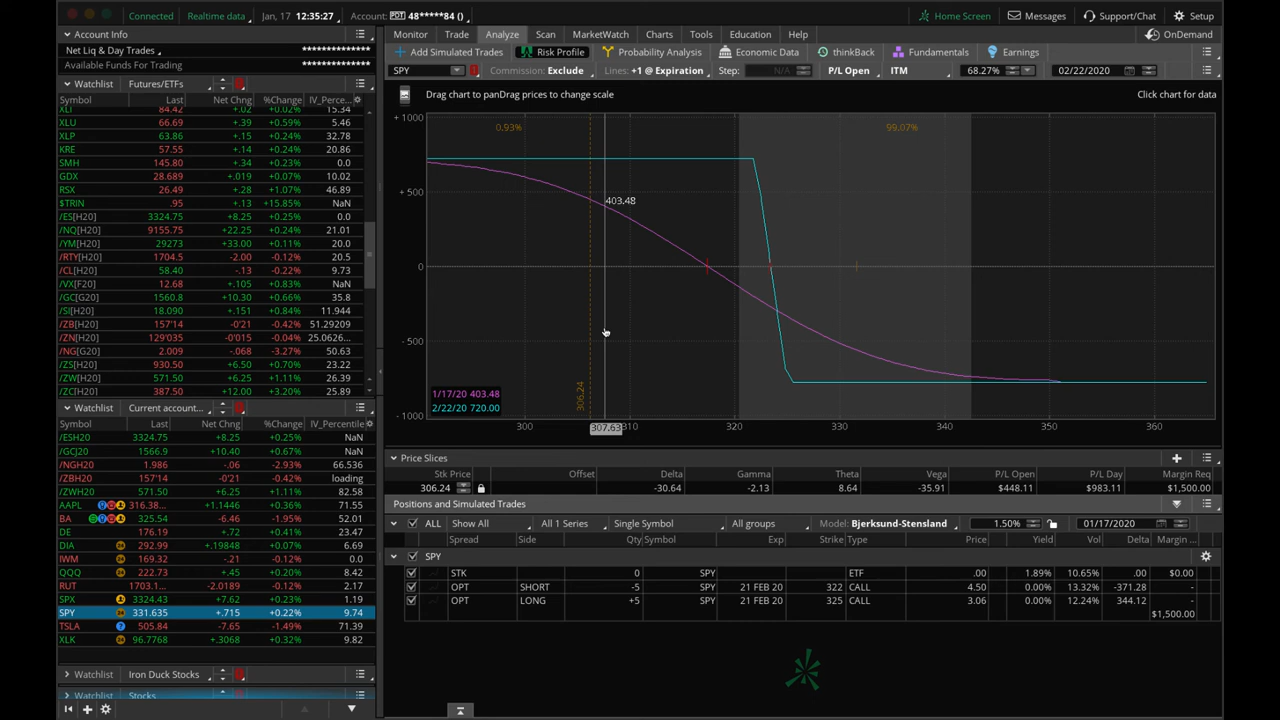 Connected Realtime data Jan, 17 12:35:27 Account: PDT 48*****84 () Home Screen Messages Support/Chat Setup
Account Info
Net Liq & Day Trades **************
Available Funds For Trading **************
Monitor Trade Analyze Scan MarketWatch Charts Tools Education Help OnDemand
Add Simulated Trades Risk Profile Probability Analysis Economic Data thinkBack Fundamentals Earnings
SPY Commission: Exclude Lines: +1 @ Expiration Step: N/A P/L Open ITM 68.27% 02/22/2020
Drag chart to panDrag prices to change scale Click chart for data
Watchlist Futures/ETFs
Symbol Last Net Chng %Change IV_Perce...
XLI 84.42 +.02 +0.02% 15.34
XLU 66.69 +.39 +0.59% 5.46
XLP 63.86 +.15 +0.24% 32.78
KRE 57.55 +.14 +0.24% 20.86
SMH 145.80 +.34 +0.23% 0.0
GDX 28.689 +.019 +0.07% 10.02
RSX 26.49 +.28 +1.07% 46.89
$TRIN .95 +.13 +15.85% NaN
/ES[H20] 3324.75 +8.25 +0.25% 0.0
/NQ[H20] 9155.75 +22.25 +0.24% 21.01
/YM[H20] 29273 +33.00 +0.11% 20.0
/RTY[H20] 1704.5 -2.00 -0.12% 20.5
/CL[H20] 58.40 -.13 -0.22% 9.73
/VX[F20] 12.68 +.105 +0.83% NaN
/GC[G20] 1560.8 +10.30 +0.66% 35.8
/SI[H20] 18.090 +.151 +0.84% 11.944
/ZB[H20] 157'14 -0'21 -0.42% 51.29209
/ZN[H20] 129'035 -0'015 -0.04% 25.0626...
/NG[G20] 2.009 -.068 -3.27% 50.63
/ZS[H20] 930.50 +6.50 +0.70% 23.22
/ZW[H20] 571.50 +6.25 +1.11% 26.39
/ZC[H20] 387.50 +12.00 +3.20% 25.89
Watchlist Current account...
Symbol Last Net Chng %Change IV_Percentile
/ESH20 3324.75 +8.25 +0.25% NaN
/GCJ20 1566.9 +10.40 +0.67% NaN
/NGH20 1.986 -.06 -2.93% 66.536
/ZBH20 157'14 -0'21 -0.42% loading
/ZWH20 571.50 +6.25 +1.11% 82.58
AAPL 316.38... +1.1446 +0.36% 71.55
BA 325.54 -6.46 -1.95% 52.01
DE 176.19 +.72 +0.41% 23.47
DIA 292.99 +.19848 +0.07% 6.69
IWM 169.32 -.21 -0.12% 0.0
QQQ 222.73 +.45 +0.20% 8.42
RUT 1703.1... -2.0189 -0.12% 2.17
SPX 3324.43 +7.62 +0.23% 1.19
SPY 331.635 +.715 +0.22% 9.74
TSLA 505.84 -7.65 -1.49% 71.39
XLK 96.7768 +.3068 +0.32% 9.82
Watchlist Iron Duck Stocks
Watchlist Stocks
+1000 0.93% 99.07%
+500
403.48
0
-500
306.24
1/17/20 403.48
2/22/20 720.00
-1000
300 307.63 310 320 330 340 350 360
Price Slices
Stk Price Offset Delta Gamma Theta Vega P/L Open P/L Day Margin Req
306.24 -30.64 -2.13 8.64 -35.91 $448.11 $983.11 $1,500.00
Positions and Simulated Trades
ALL Show All All 1 Series Single Symbol All groups Model: Bjerksund-Stensland 1.50% 01/17/2020
Spread Side Qty Symbol Exp Strike Type Price Yield Vol Delta Margin ...
SPY
STK 0 SPY ETF .00 1.89% 10.65% $0.00
OPT SHORT -5 SPY 21 FEB 20 322 CALL 4.50 0.00% 13.32% -371.28 -
OPT LONG +5 SPY 21 FEB 20 325 CALL 3.06 0.00% 12.24% 344.12 -
$1,500.00